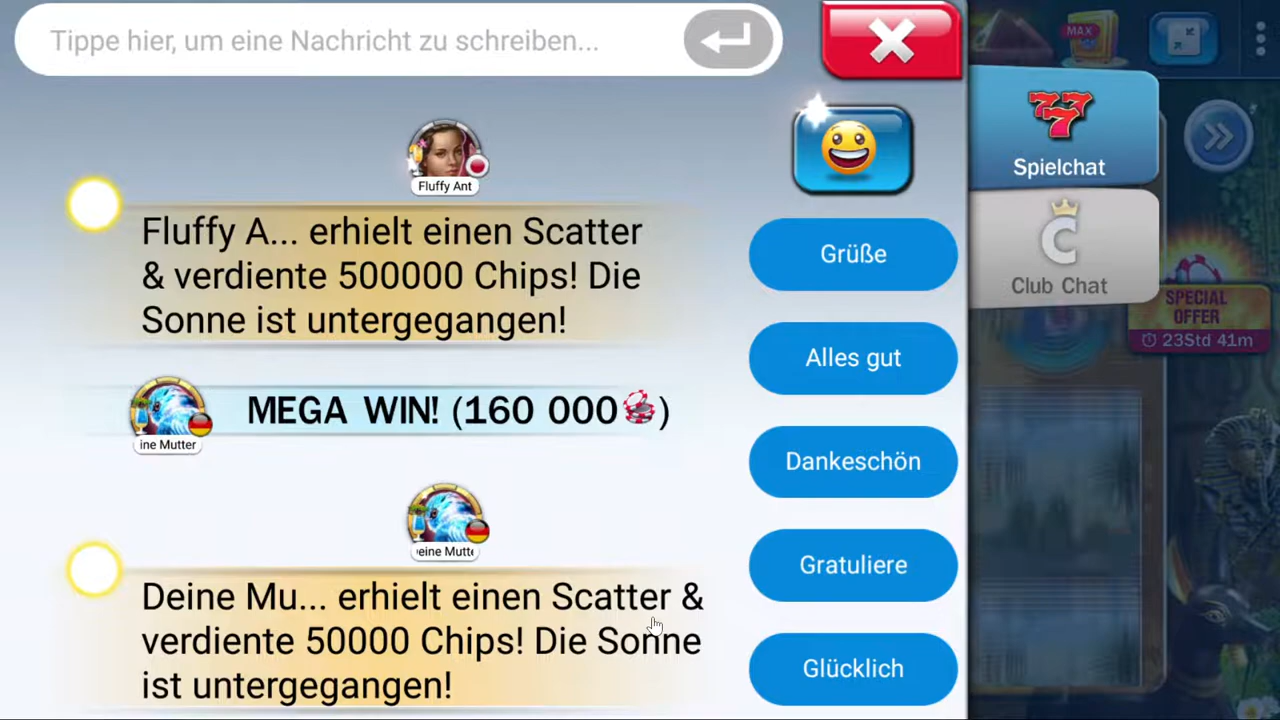 Tippe hier, um eine Nachricht zu schreiben...
MAX
777
Spielchat
Fluffy Ant
Fluffy A... erhielt einen Scatter
& verdiente 500000 Chips! Die
Sonne ist untergegangen!
Grüße
C
Club Chat
SPECIAL
OFFER
23Std 41m
Alles gut
MEGA WIN! (160 000)
ine Mutter
Dankeschön
eine Mutte
Gratuliere
Deine Mu... erhielt einen Scatter &
verdiente 50000 Chips! Die Sonne
ist untergegangen!
Glücklich